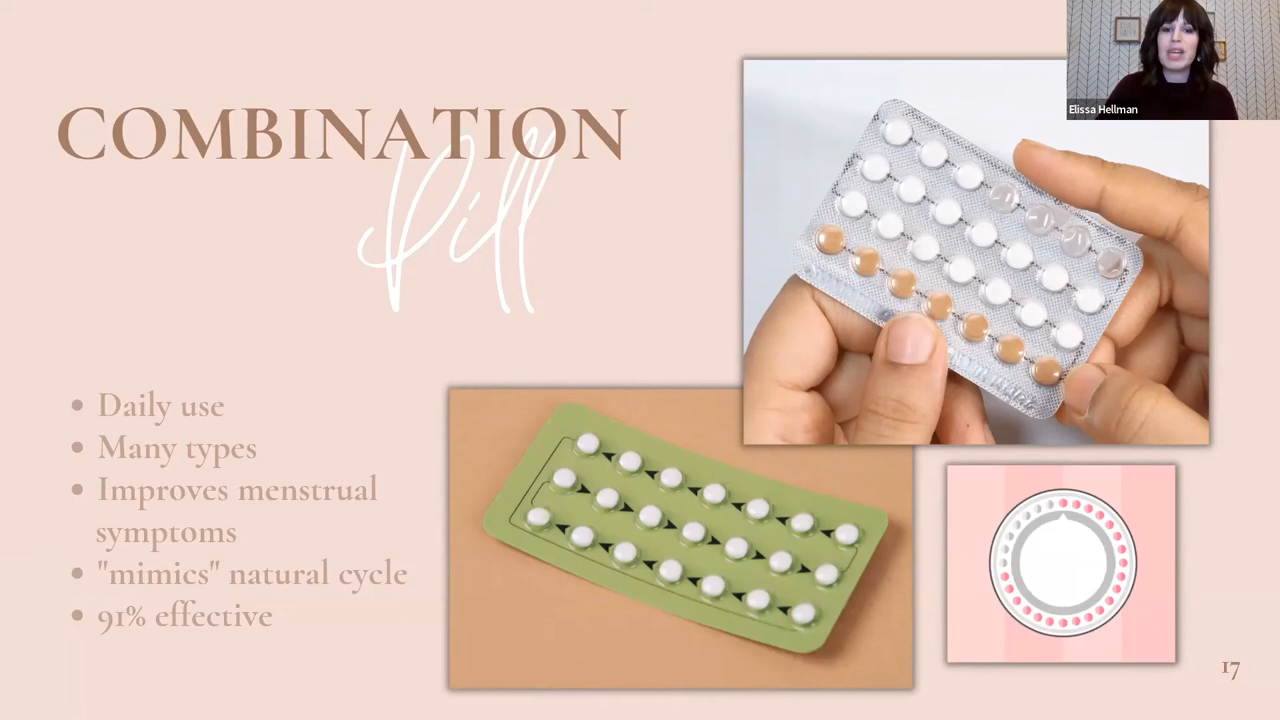 COMBINATION
Pill
• Daily use
• Many types
• Improves menstrual
symptoms
• "mimics" natural cycle
• 91% effective
Elissa Hellman
17